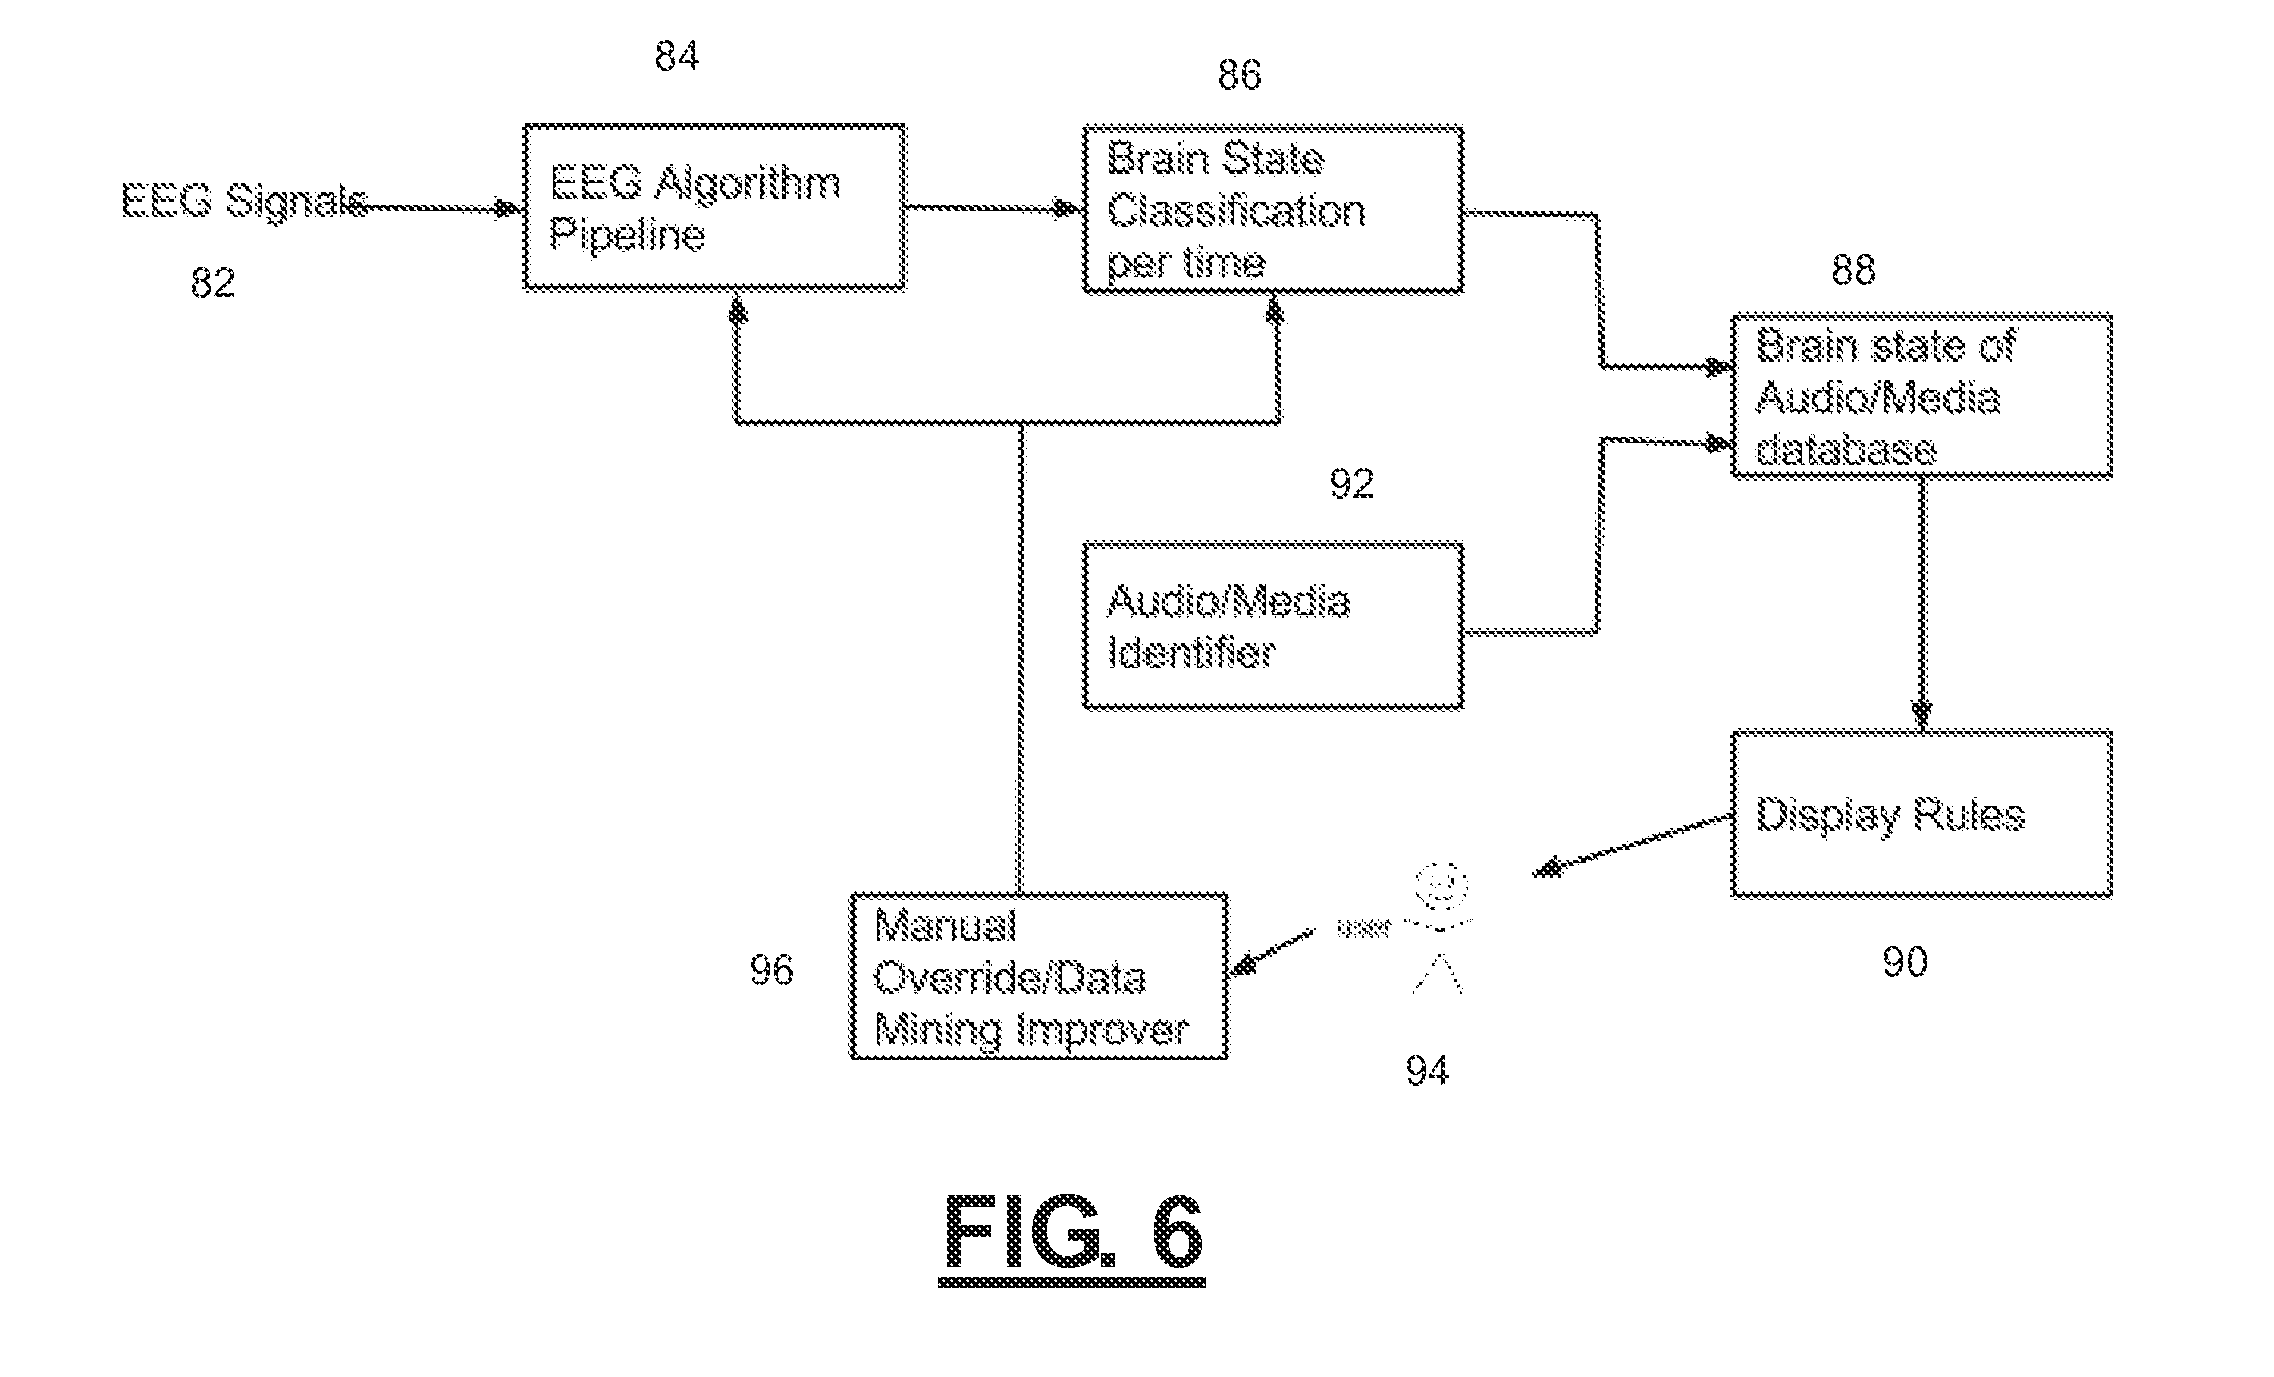 84
86
EEG Signals
82
EEG Algorithm
Pipeline
Brain State
Classification
per time
88
Brain state of
Audio/Media
database
92
Audio/Media
Identifier
Display Rules
90
user
94
96
Manual
Override/Data
Mining Improver
FIG. 6